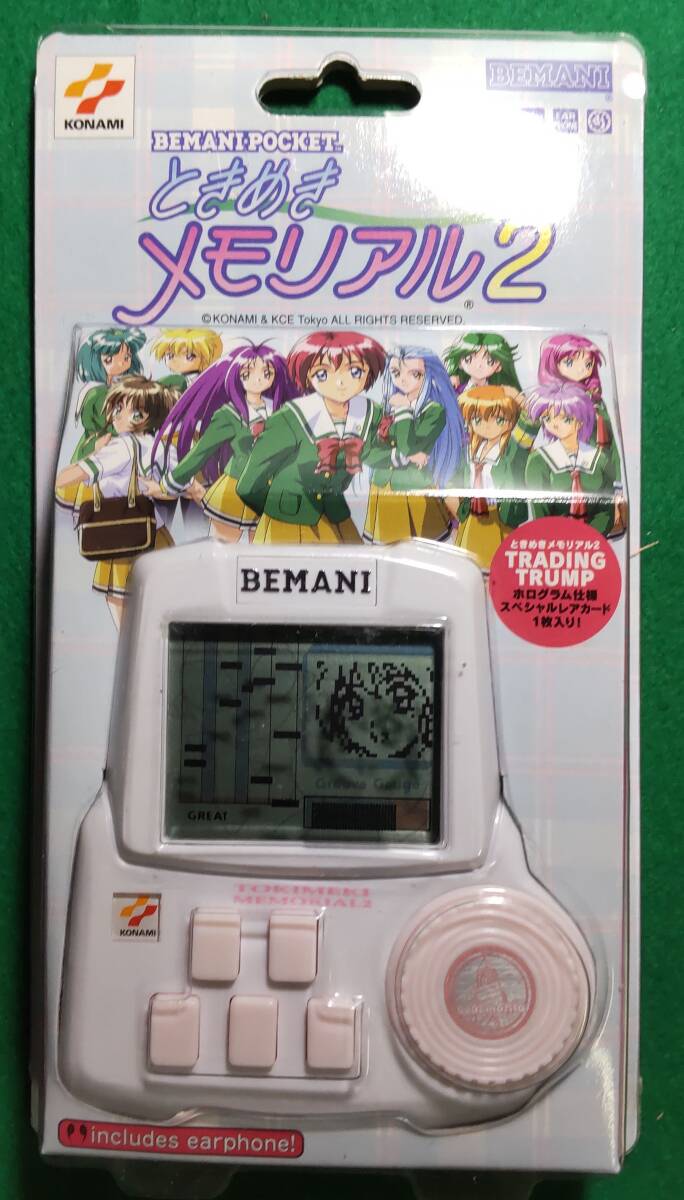 KONAMI
BEMANI
BEMANI POCKET™
ときめき
メモリアル2
©KONAMI & KCE Tokyo ALL RIGHTS RESERVED.
ときめきメモリアル2
TRADING
TRUMP
ホログラム仕様
スペシャルレアカード
1枚入り!
BEMANI
Groove Gauge
GREAT
TOKIMEKI
MEMORIAL2
KONAMI
includes earphone!